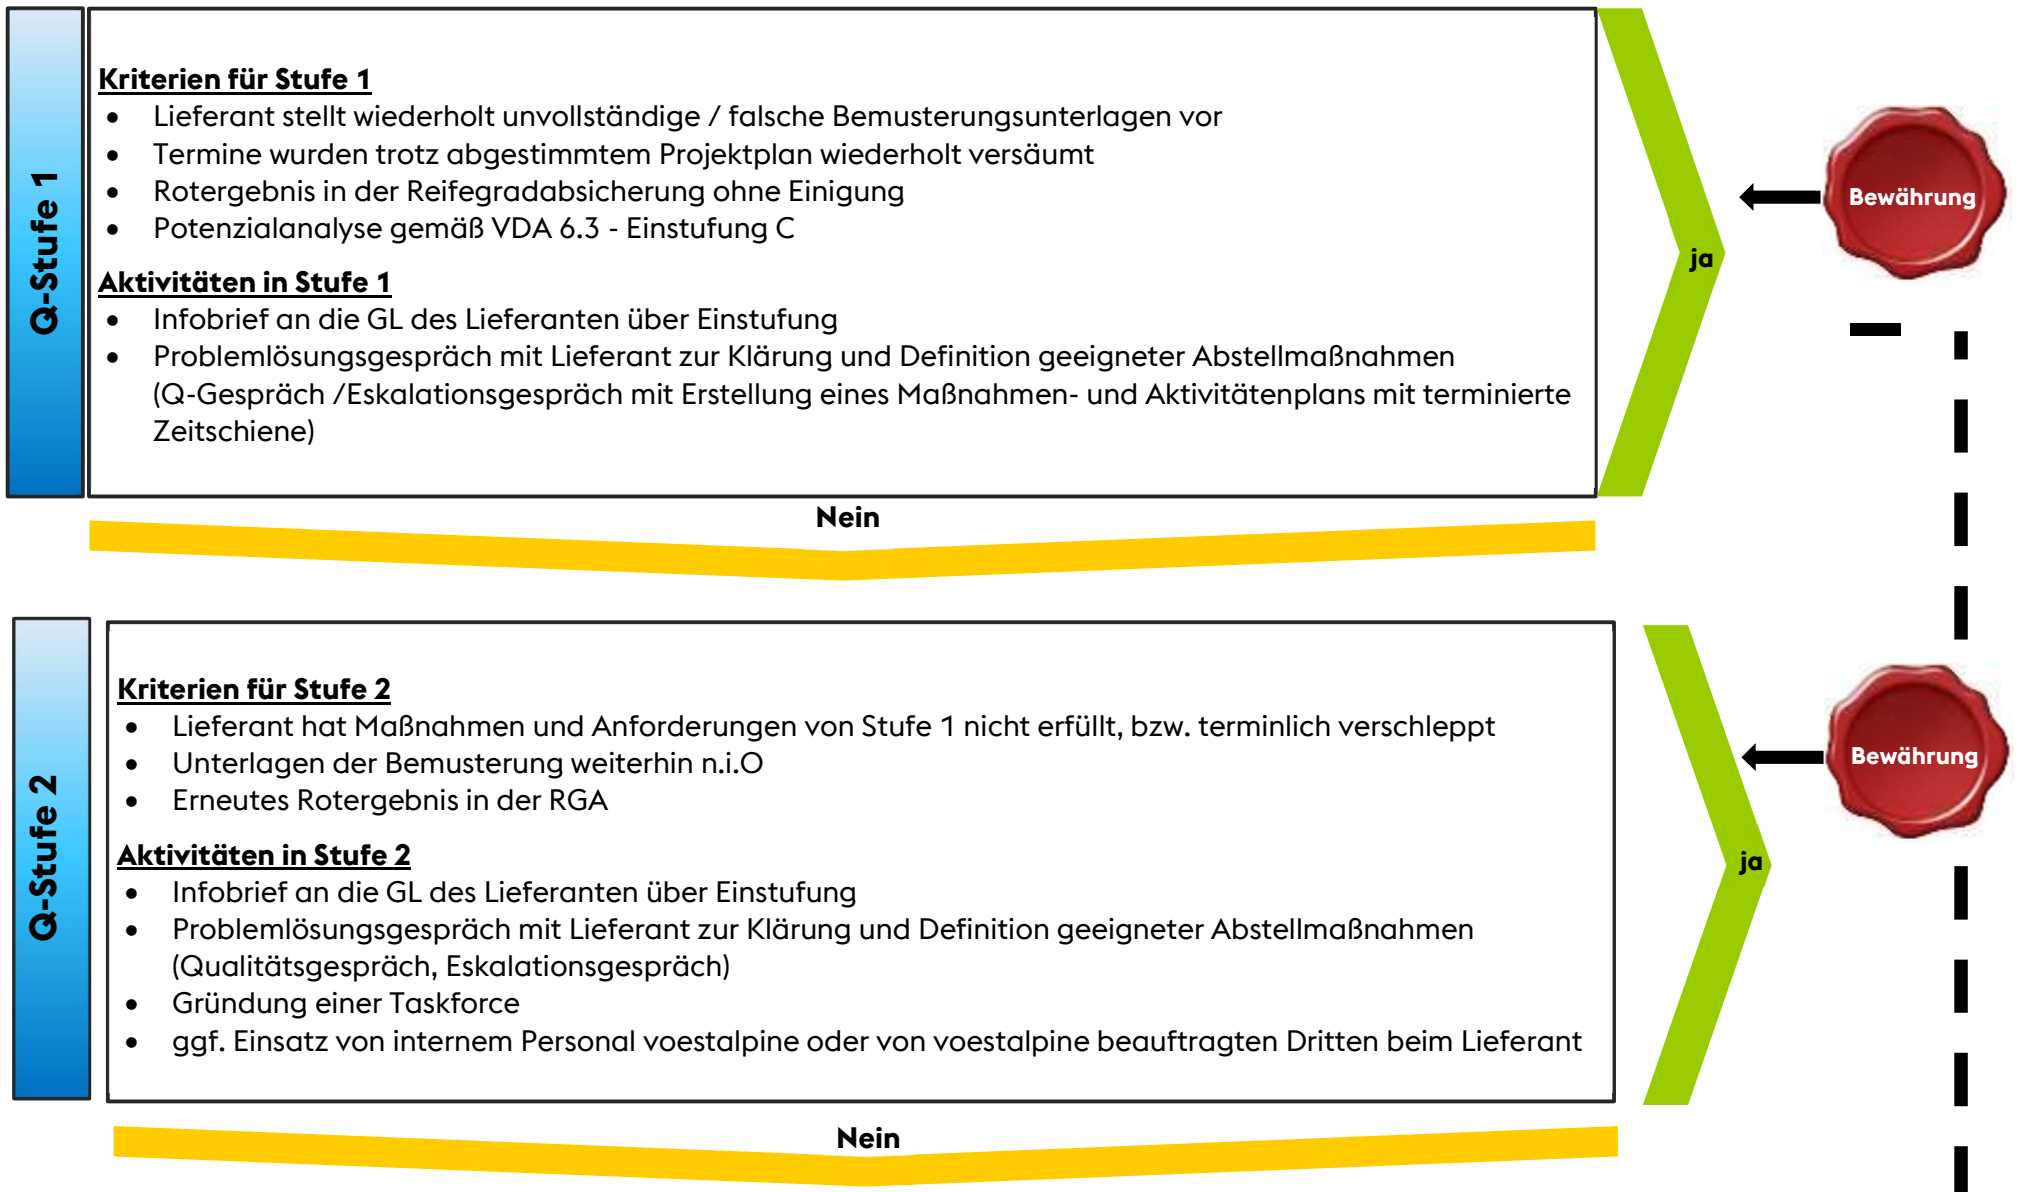 Q-Stufe 1
Kriterien für Stufe 1
• Lieferant stellt wiederholt unvollständige / falsche Bemusterungsunterlagen vor
• Termine wurden trotz abgestimmtem Projektplan wiederholt versäumt
• Rotergebnis in der Reifegradabsicherung ohne Einigung
• Potenzialanalyse gemäß VDA 6.3 - Einstufung C
Aktivitäten in Stufe 1
• Infobrief an die GL des Lieferanten über Einstufung
• Problemlösungsgespräch mit Lieferant zur Klärung und Definition geeigneter Abstellmaßnahmen
(Q-Gespräch /Eskalationsgespräch mit Erstellung eines Maßnahmen- und Aktivitätenplans mit terminierte
Zeitschiene)
ja
Bewährung
Nein
Q-Stufe 2
Kriterien für Stufe 2
• Lieferant hat Maßnahmen und Anforderungen von Stufe 1 nicht erfüllt, bzw. terminlich verschleppt
• Unterlagen der Bemusterung weiterhin n.i.O
• Erneutes Rotergebnis in der RGA
Aktivitäten in Stufe 2
• Infobrief an die GL des Lieferanten über Einstufung
• Problemlösungsgespräch mit Lieferant zur Klärung und Definition geeigneter Abstellmaßnahmen
(Qualitätsgespräch, Eskalationsgespräch)
• Gründung einer Taskforce
• ggf. Einsatz von internem Personal voestalpine oder von voestalpine beauftragten Dritten beim Lieferant
ja
Bewährung
Nein